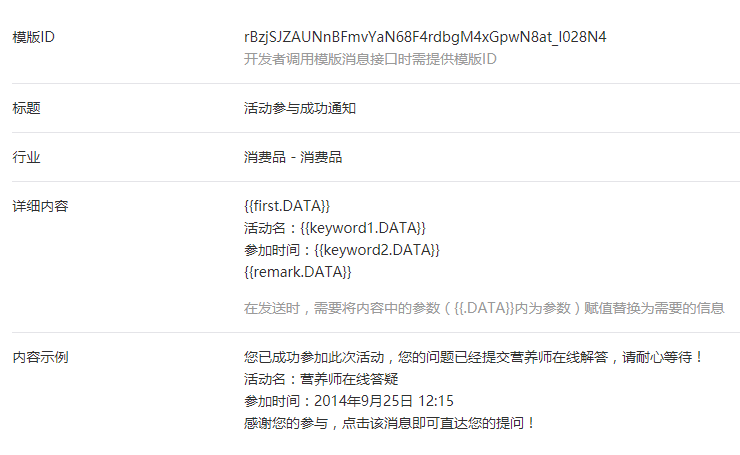 模版ID
rBzjSJZAUNnBFmvYaN68F4rdbgM4xGpwN8at_I028N4
开发者调用模版消息接口时需提供模版ID
标题
活动参与成功通知
行业
消费品 - 消费品
详细内容
{{first.DATA}}
活动名：{{keyword1.DATA}}
参加时间：{{keyword2.DATA}}
{{remark.DATA}}
在发送时，需要将内容中的参数（{{.DATA}}内为参数）赋值替换为需要的信息
内容示例
您已成功参加此次活动，您的问题已经提交营养师在线解答，请耐心等待！
活动名：营养师在线答疑
参加时间：2014年9月25日 12:15
感谢您的参与，点击该消息即可直达您的提问！